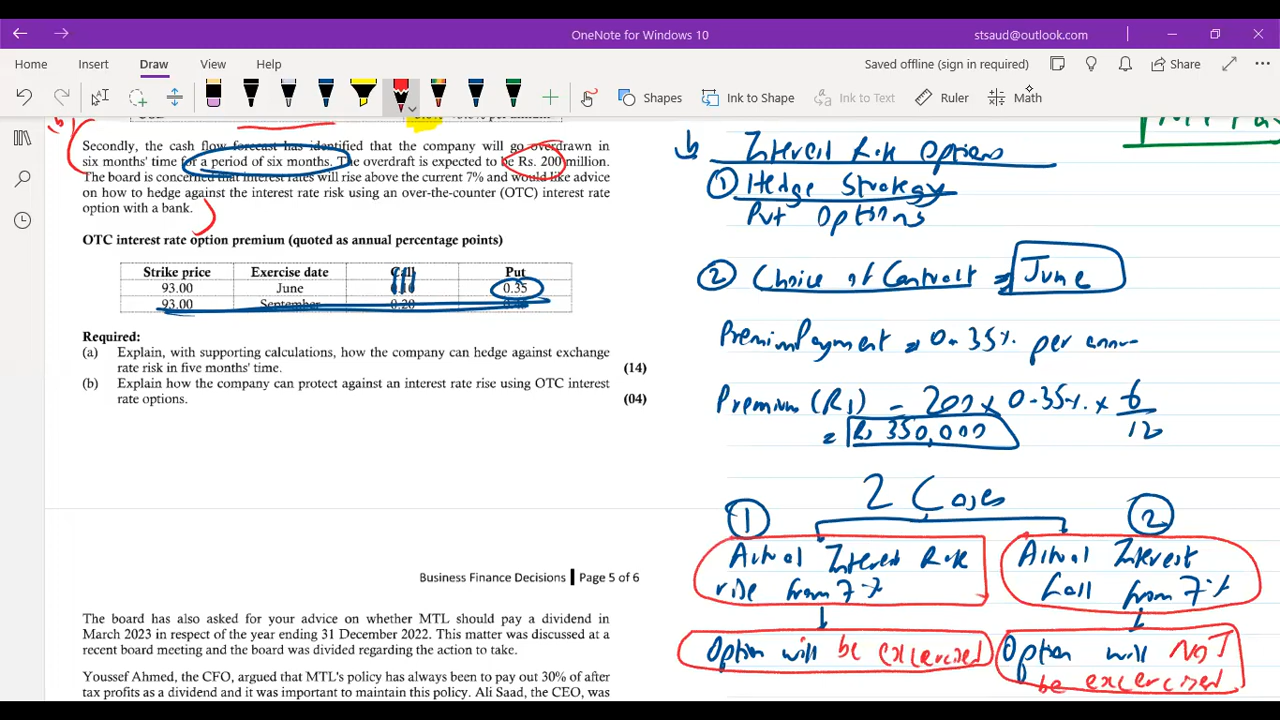 OneNote for Windows 10
stsaud@outlook.com
Home Insert Draw View Help
Saved offline (sign in required)
Share
Shapes
Ink to Shape
Ink to Text
Ruler
Math
(b)
Secondly, the cash flow forecast has identified that the company will go overdrawn in
six months' time for a period of six months. The overdraft is expected to be Rs. 200 million.
The board is concerned that interest rates will rise above the current 7% and would like advice
on how to hedge against the interest rate risk using an over-the-counter (OTC) interest rate
option with a bank.
OTC interest rate option premium (quoted as annual percentage points)
Strike price Exercise date Call Put
93.00 June 0.35
93.00 September 0.20
Required:
(a) Explain, with supporting calculations, how the company can hedge against exchange
rate risk in five months' time. (14)
(b) Explain how the company can protect against an interest rate rise using OTC interest
rate options. (04)
Business Finance Decisions Page 5 of 6
The board has also asked for your advice on whether MTL should pay a dividend in
March 2023 in respect of the year ending 31 December 2022. This matter was discussed at a
recent board meeting and the board was divided regarding the action to take.
Youssef Ahmed, the CFO, argued that MTL's policy has always been to pay out 30% of after
tax profits as a dividend and it was important to maintain this policy. Ali Saad, the CEO, was
b Interest Risk Options
① Hedge Strategy
Put Options
② Choice of Contract = June
Premium Payment = 0.35% per annum
Premium (Rs) = 200 x 0.35% x 6/12
= Rs 350,000
2 Cases
① ②
Actual Interest Risk
rise from 7%
Actual Interest
fall from 7%
Option will be excercised
Option will NOT
be excercised